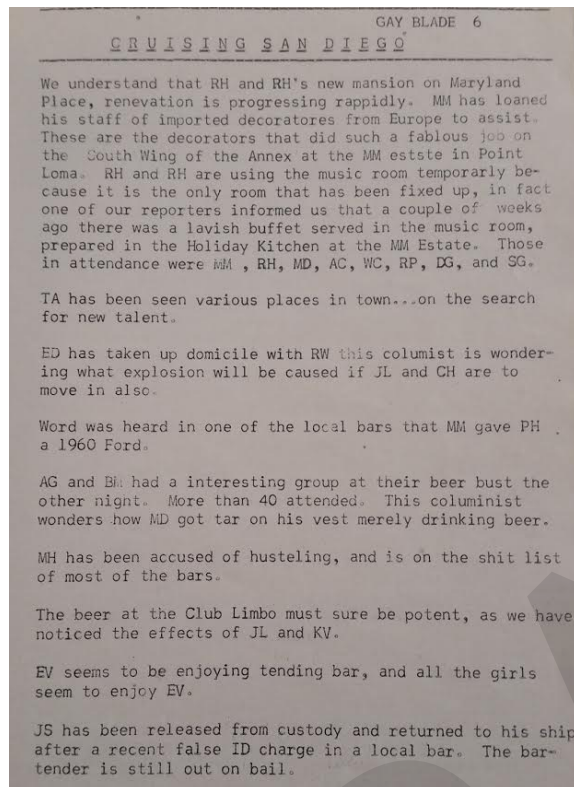 GAY BLADE 6
CRUISING SAN DIEGO
We understand that RH and RH's new mansion on Maryland
Place, renevation is progressing rappidly. MM has loaned
his staff of imported decoratores from Europe to assist.
These are the decorators that did such a fablous joo on
the South Wing of the Annex at the MM estste in Point
Loma. RH and RH are using the music room temporarly be-
cause it is the only room that has been fixed up, in fact
one of our reporters informed us that a couple of weeks
ago there was a lavish buffet served in the music room,
prepared in the Holiday Kitchen at the MM Estate. Those
in attendance were MM , RH, MD, AC, WC, RP, DG, and SG.
TA has been seen various places in town...on the search
for new talent.
ED has taken up domicile with RW this columist is wonder-
ing what explosion will be caused if JL and CH are to
move in also.
Word was heard in one of the local bars that MM gave PH
a 1960 Ford.
AG and had a interesting group at their beer bust the
other night. More than 40 attended. This columinist
wonders how MD got tar on his vest merely drinking beer.
MH has been accused of husteling, and is on the shit list
of most of the bars.
The beer at the Club Limbo must sure be potent, as we have
noticed the effects of JL and KV.
EV seems to be enjoying tending bar, and all the girls
seem to enjoy EV.
JS has been released from custody and returned to his ship
after a recent false ID charge in a local bar. The bar-
tender is still out on bail.